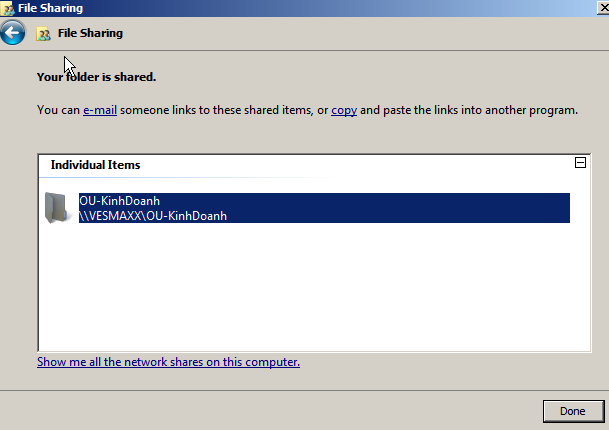 File Sharing
File Sharing
Your folder is shared.
You can e-mail someone links to these shared items, or copy and paste the links into another program.
Individual Items
OU-KinhDoanh
\\VESMAXX\OU-KinhDoanh
Show me all the network shares on this computer.
Done